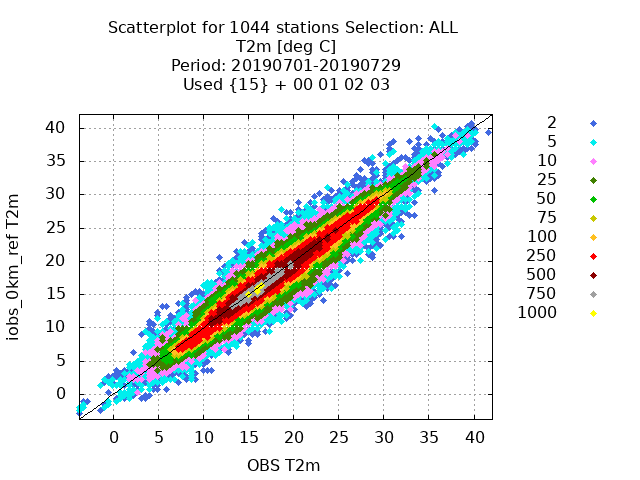 Scatterplot for 1044 stations Selection: ALL
T2m [deg C]
Period: 20190701-20190729
Used {15} + 00 01 02 03
40
35
30
25
20
15
10
5
0
iobs_0km_ref T2m
0 5 10 15 20 25 30 35 40
OBS T2m
2
5
10
25
50
75
100
250
500
750
1000